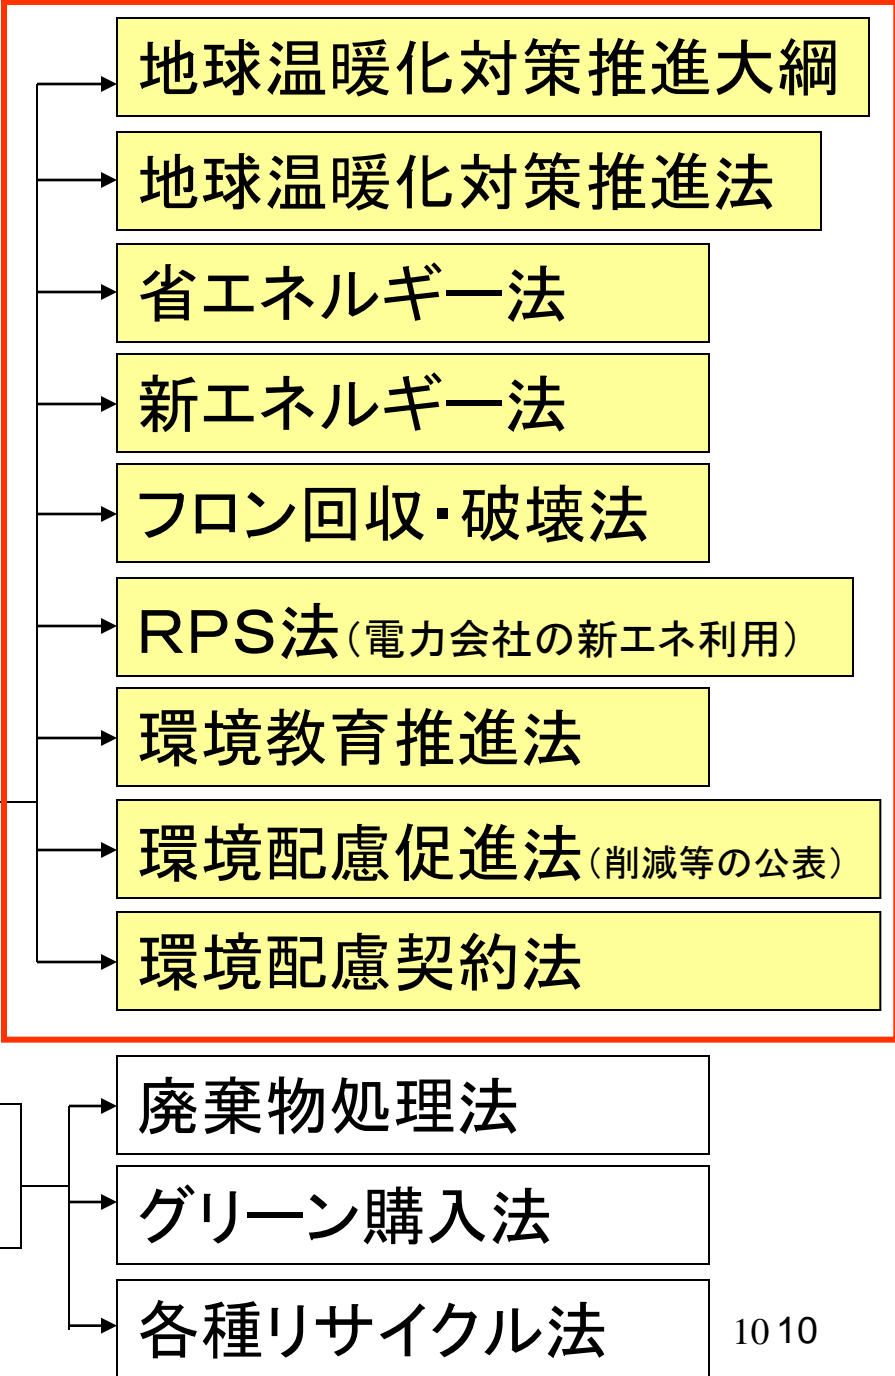 地球温暖化対策推進大綱
地球温暖化対策推進法
省エネルギー法
新エネルギー法
フロン回収・破壊法
RPS法(電力会社の新エネ利用)
環境教育推進法
環境配慮促進法(削減等の公表)
環境配慮契約法
廃棄物処理法
グリーン購入法
各種リサイクル法
10 10